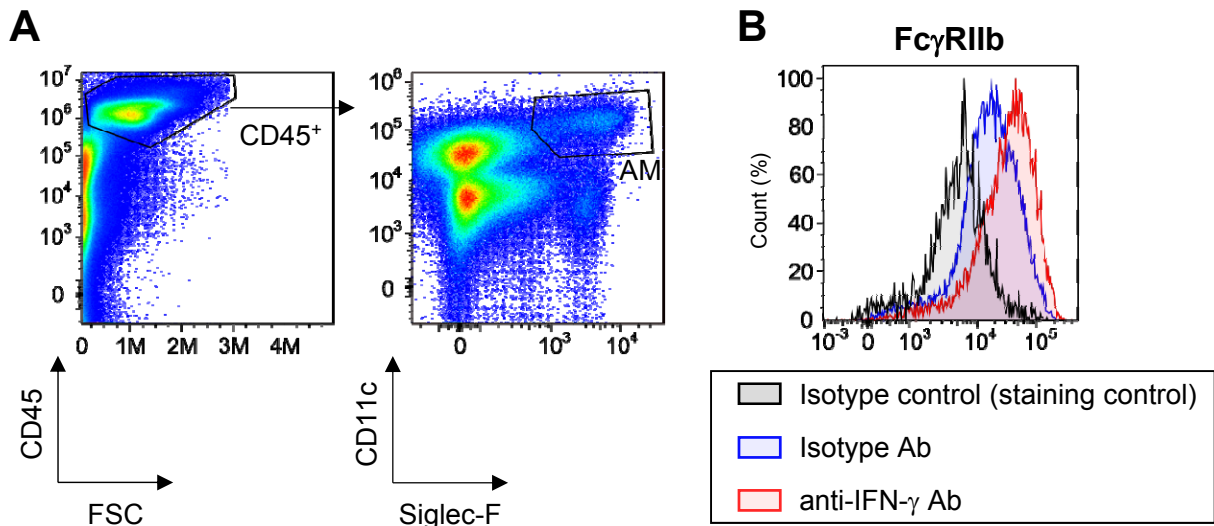 A
B
FcγRIIb
10⁷
10⁶
10⁵
10⁴
10³
0
0 1M 2M 3M 4M
CD45⁺
CD45
FSC
10⁶
10⁵
10⁴
10³
0
0 10³ 10⁴
AM
CD11c
Siglec-F
100
80
60
40
20
0
Count (%)
10⁻³ 0 10³ 10⁴ 10⁵
Isotype control (staining control)
Isotype Ab
anti-IFN-γ Ab